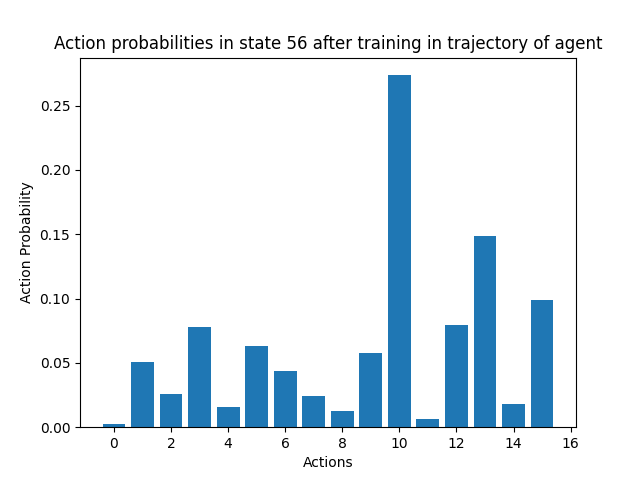 Action probabilities in state 56 after training in trajectory of agent
Action Probability
0.25
0.20
0.15
0.10
0.05
0.00
0 2 4 6 8 10 12 14 16
Actions